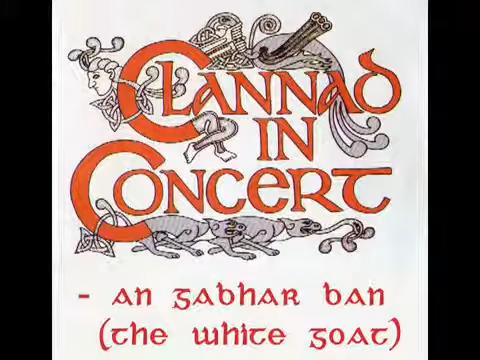 CLANNAD
IN
CONCERT
- an gabhar ban
(the white goat)